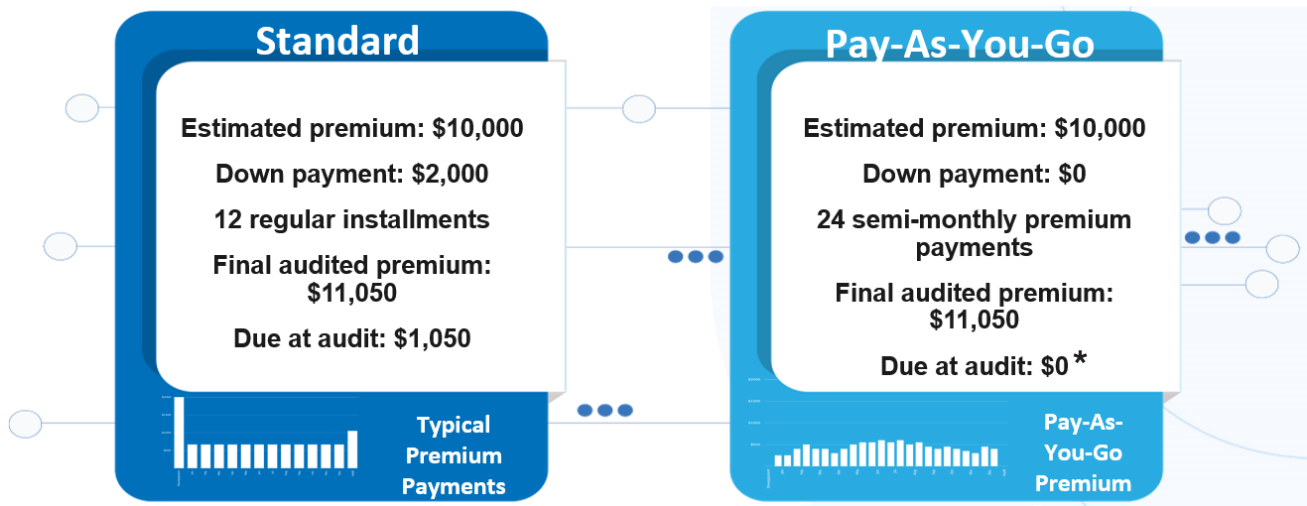 Standard
Estimated premium: $10,000
Down payment: $2,000
12 regular installments
Final audited premium:
$11,050
Due at audit: $1,050
Typical
Premium
Payments
Pay-As-You-Go
Estimated premium: $10,000
Down payment: $0
24 semi-monthly premium
payments
Final audited premium:
$11,050
Due at audit: $0*
Pay-As-
You-Go
Premium